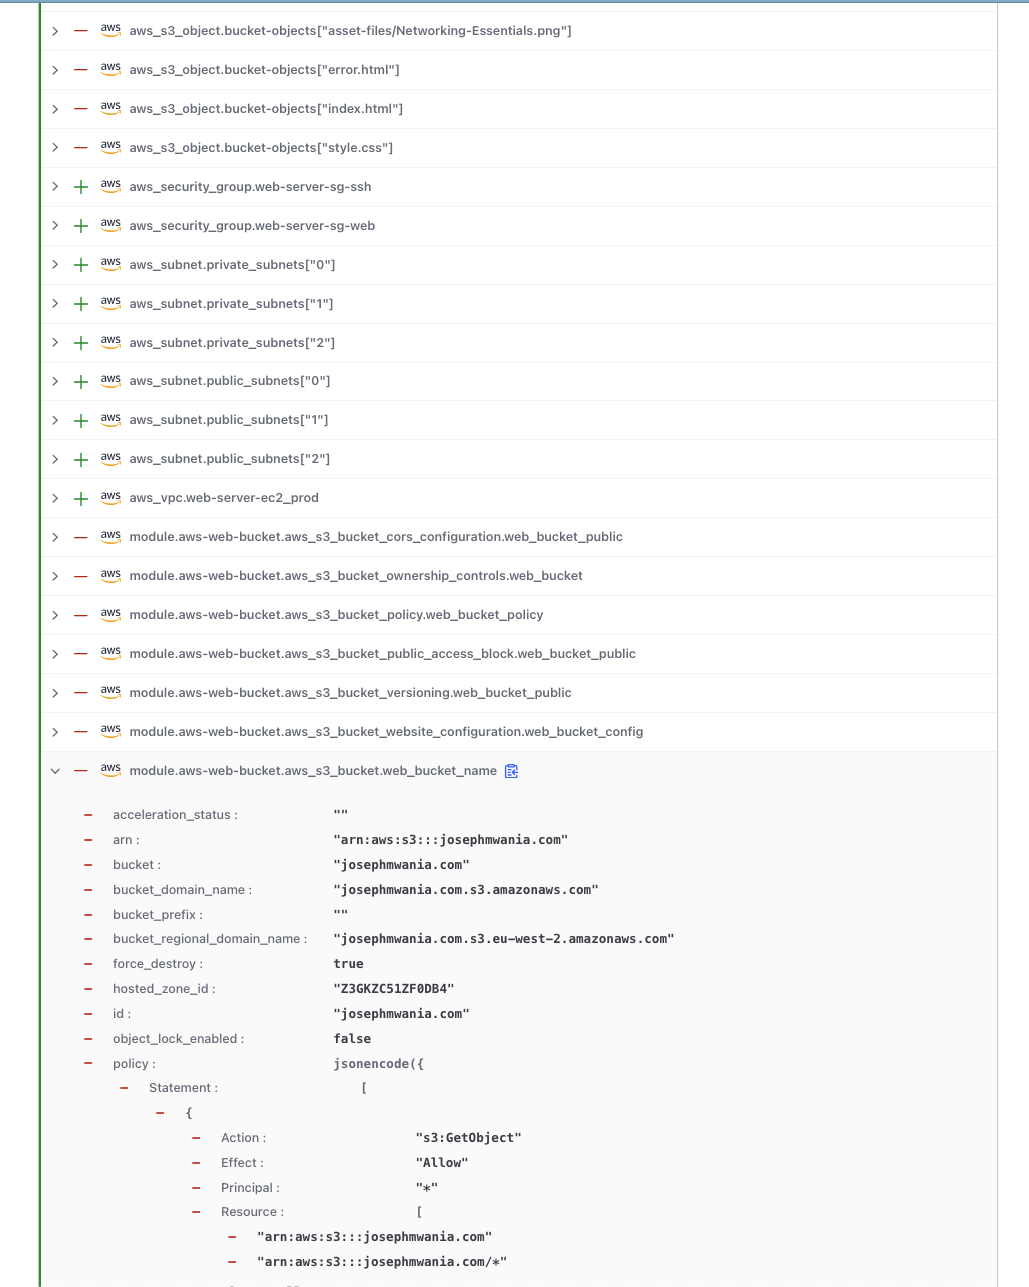 aws aws_s3_object.bucket-objects["asset-files/Networking-Essentials.png"]
aws aws_s3_object.bucket-objects["error.html"]
aws aws_s3_object.bucket-objects["index.html"]
aws aws_s3_object.bucket-objects["style.css"]
aws aws_security_group.web-server-sg-ssh
aws aws_security_group.web-server-sg-web
aws aws_subnet.private_subnets["0"]
aws aws_subnet.private_subnets["1"]
aws aws_subnet.private_subnets["2"]
aws aws_subnet.public_subnets["0"]
aws aws_subnet.public_subnets["1"]
aws aws_subnet.public_subnets["2"]
aws aws_vpc.web-server-ec2_prod
aws module.aws-web-bucket.aws_s3_bucket_cors_configuration.web_bucket_public
aws module.aws-web-bucket.aws_s3_bucket_ownership_controls.web_bucket
aws module.aws-web-bucket.aws_s3_bucket_policy.web_bucket_policy
aws module.aws-web-bucket.aws_s3_bucket_public_access_block.web_bucket_public
aws module.aws-web-bucket.aws_s3_bucket_versioning.web_bucket_public
aws module.aws-web-bucket.aws_s3_bucket_website_configuration.web_bucket_config
aws module.aws-web-bucket.aws_s3_bucket.web_bucket_name
− acceleration_status : ""
− arn : "arn:aws:s3:::josephmwania.com"
− bucket : "josephmwania.com"
− bucket_domain_name : "josephmwania.com.s3.amazonaws.com"
− bucket_prefix : ""
− bucket_regional_domain_name : "josephmwania.com.s3.eu-west-2.amazonaws.com"
− force_destroy : true
− hosted_zone_id : "Z3GKZC51ZF0DB4"
− id : "josephmwania.com"
− object_lock_enabled : false
− policy : jsonencode({
− Statement : [
− {
− Action : "s3:GetObject"
− Effect : "Allow"
− Principal : "*"
− Resource : [
− "arn:aws:s3:::josephmwania.com"
− "arn:aws:s3:::josephmwania.com/*"